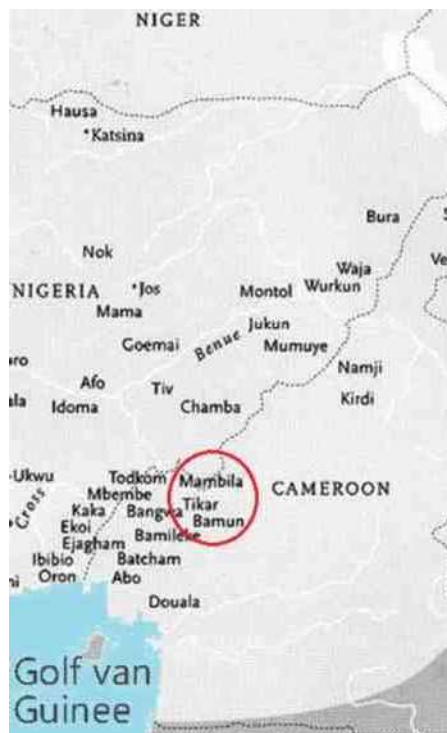 NIGER
Hausa
Katsina
Bura
Nok
Waja
NIGERIA
Jos
Montol
Wurkun
Mama
Jukun
Goemai
Benue
Mumuye
Namji
Afo
Tiv
Kirdi
Idoma
Chamba
-Ukwu
Todkom
Mambila
CAMEROON
Cross
Mbembe
Tikar
Kaka
Bangwa
Bamun
Ekoi
Bamileke
Ejagham
Ibibio
Batcham
Oron
Abo
Douala
Golf van
Guinee